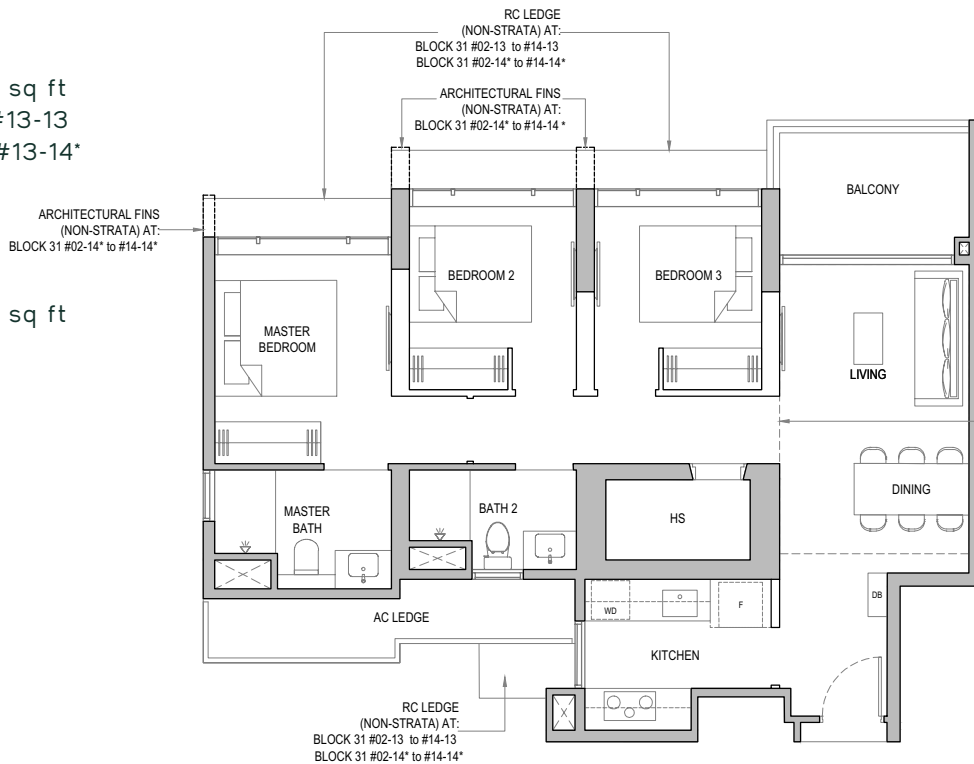 sq ft
#13-13
#13-14*
sq ft
RC LEDGE
(NON-STRATA) AT:
BLOCK 31 #02-13 to #14-13
BLOCK 31 #02-14* to #14-14*
ARCHITECTURAL FINS
(NON-STRATA) AT:
BLOCK 31 #02-14* to #14-14*
ARCHITECTURAL FINS
(NON-STRATA) AT:
BLOCK 31 #02-14* to #14-14*
BALCONY
BEDROOM 2
BEDROOM 3
MASTER
BEDROOM
LIVING
DINING
MASTER
BATH
BATH 2
HS
DB
WD
F
AC LEDGE
KITCHEN
RC LEDGE
(NON-STRATA) AT:
BLOCK 31 #02-13 to #14-13
BLOCK 31 #02-14* to #14-14*